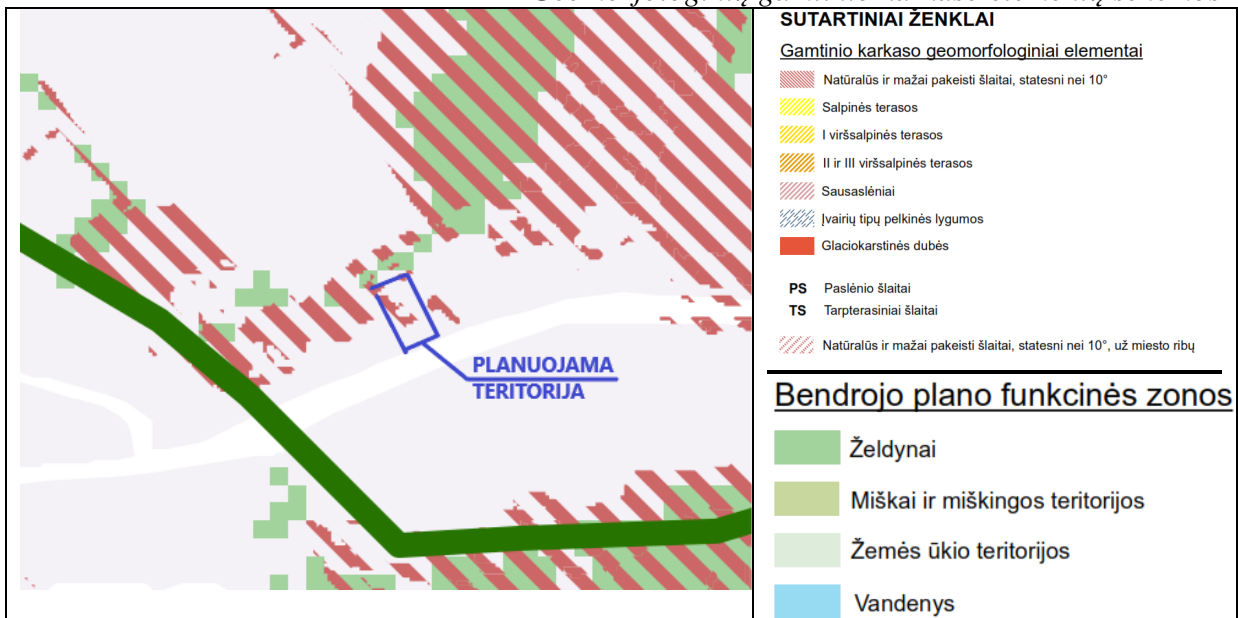 SUTARTINIAI ŽENKLAI
Gamtinio karkaso geomorfologiniai elementai
Natūralūs ir mažai pakeisti šlaitai, statesni nei 10°
Salpinės terasos
I viršsalpinės terasos
II ir III viršsalpinės terasos
Sausaslėniai
Įvairių tipų pelkinės lygumos
Glaciokarstinės dubės
PS Paslėnio šlaitai
TS Tarpterasiniai šlaitai
Natūralūs ir mažai pakeisti šlaitai, statesni nei 10°, už miesto ribų
Bendrojo plano funkcinės zonos
Želdynai
Miškai ir miškingos teritorijos
Žemės ūkio teritorijos
Vandenys
PLANUOJAMA
TERITORIJA